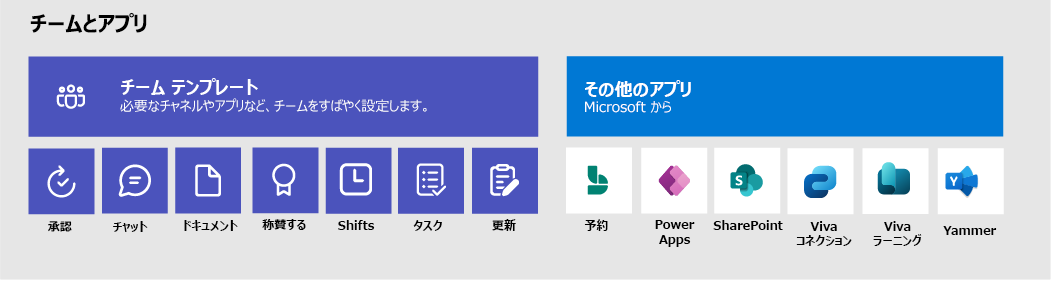 チームとアプリ
チーム テンプレート
必要なチャネルやアプリなど、チームをすばやく設定します。
その他のアプリ
Microsoft から
承認
チャット
ドキュメント
称賛する
Shifts
タスク
更新
予約
Power
Apps
S
SharePoint
Viva
コネクション
Viva
ラーニング
Y
Yammer